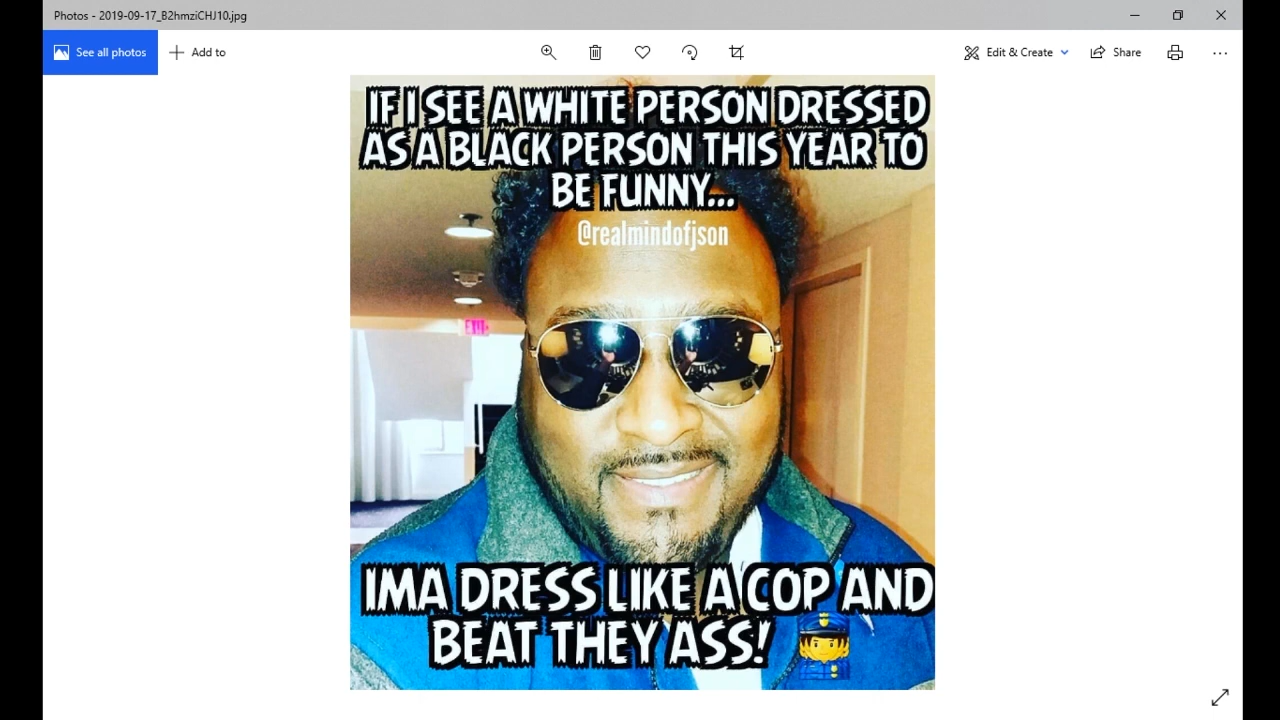 Photos - 2019-09-17_B2hmziCHJ10.jpg
See all photos
Add to
Edit & Create
Share
IF I SEE A WHITE PERSON DRESSED
AS A BLACK PERSON THIS YEAR TO
BE FUNNY...
@realmindofjson
EXIT
IMA DRESS LIKE A COP AND
BEAT THEY ASS!